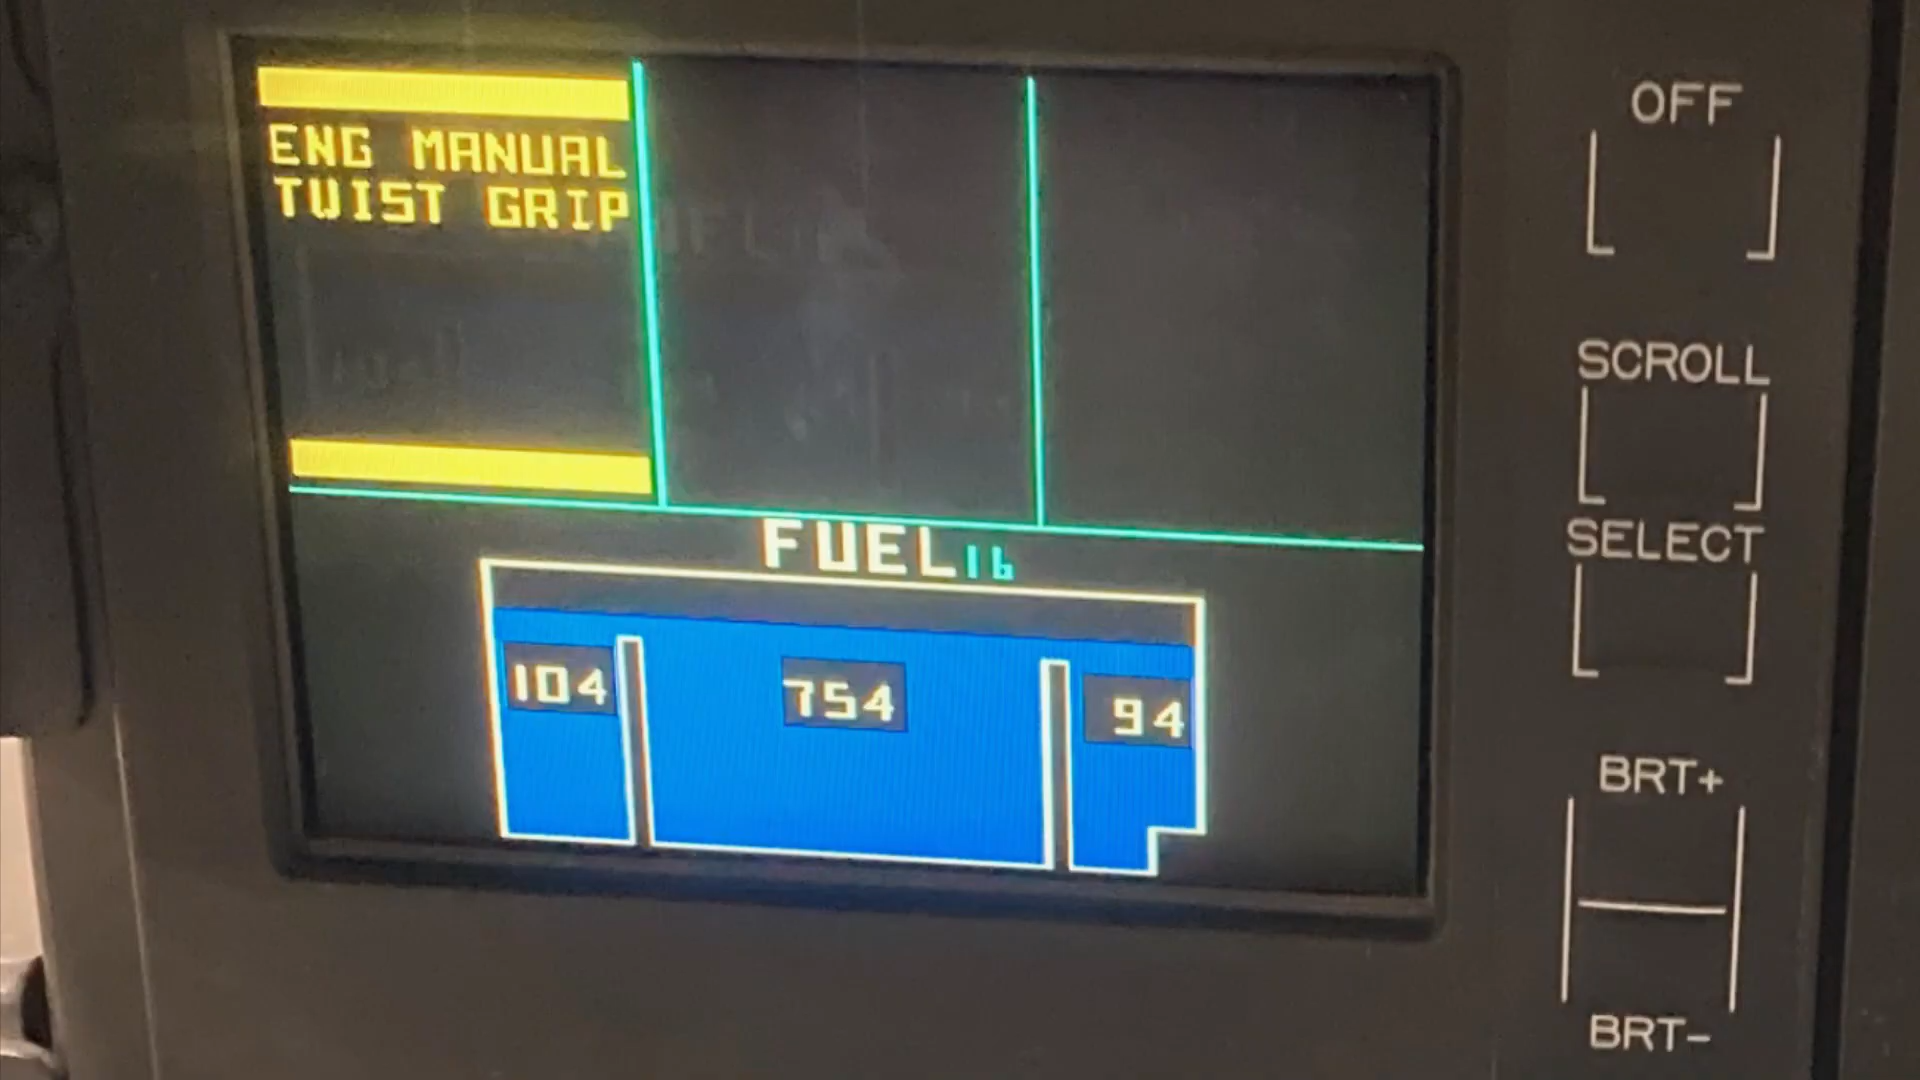 ENG MANUAL
TWIST GRIP
FUEL lb
104 754 94
OFF
SCROLL
SELECT
BRT+
BRT-